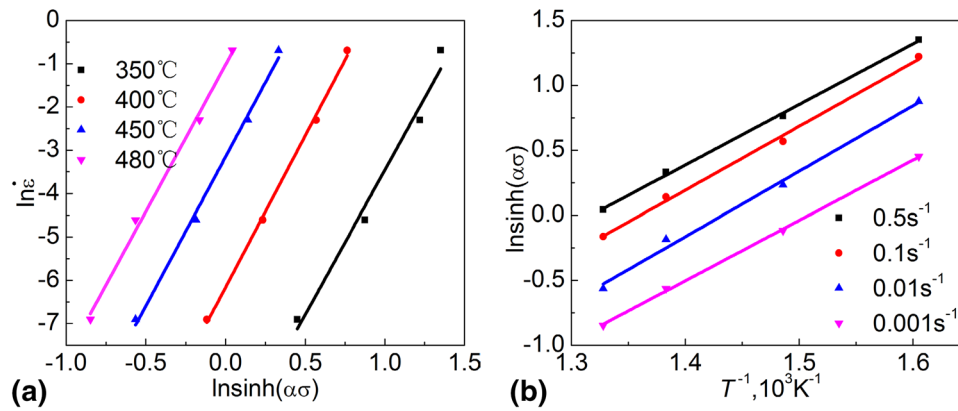 -1
-2
-3
-4
-5
-6
-7
lnε̇
350℃
400℃
450℃
480℃
-1.0 -0.5 0.0 0.5 1.0 1.5
lnsinh(ασ)
(a)
1.5
1.0
0.5
0.0
-0.5
-1.0
lnsinh(ασ)
0.5s⁻¹
0.1s⁻¹
0.01s⁻¹
0.001s⁻¹
1.3 1.4 1.5 1.6
T⁻¹,10³K⁻¹
(b)